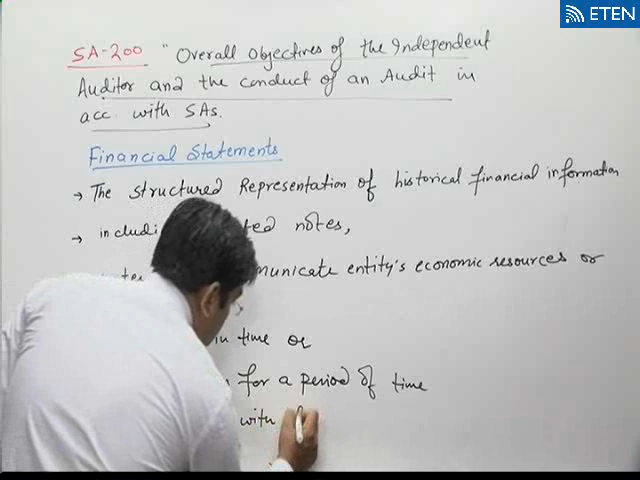 ETEN
SA-200 "Overall Objectives of the Independent
Auditor and the conduct of an Audit in
acc. with SAs.
Financial Statements
→ The structured Representation of historical financial information
→ includi ted notes,
municate entity's economic resources or
in time or
for a period of time
with